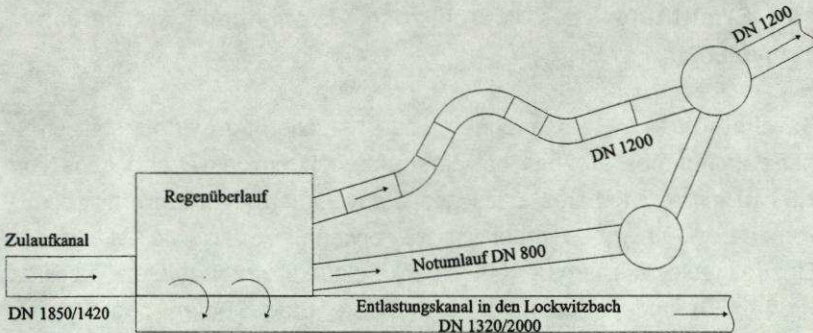 DN 1200
DN 1200
Regenüberlauf
Zulaufkanal
Notumlauf DN 800
DN 1850/1420
Entlastungskanal in den Lockwitzbach
DN 1320/2000